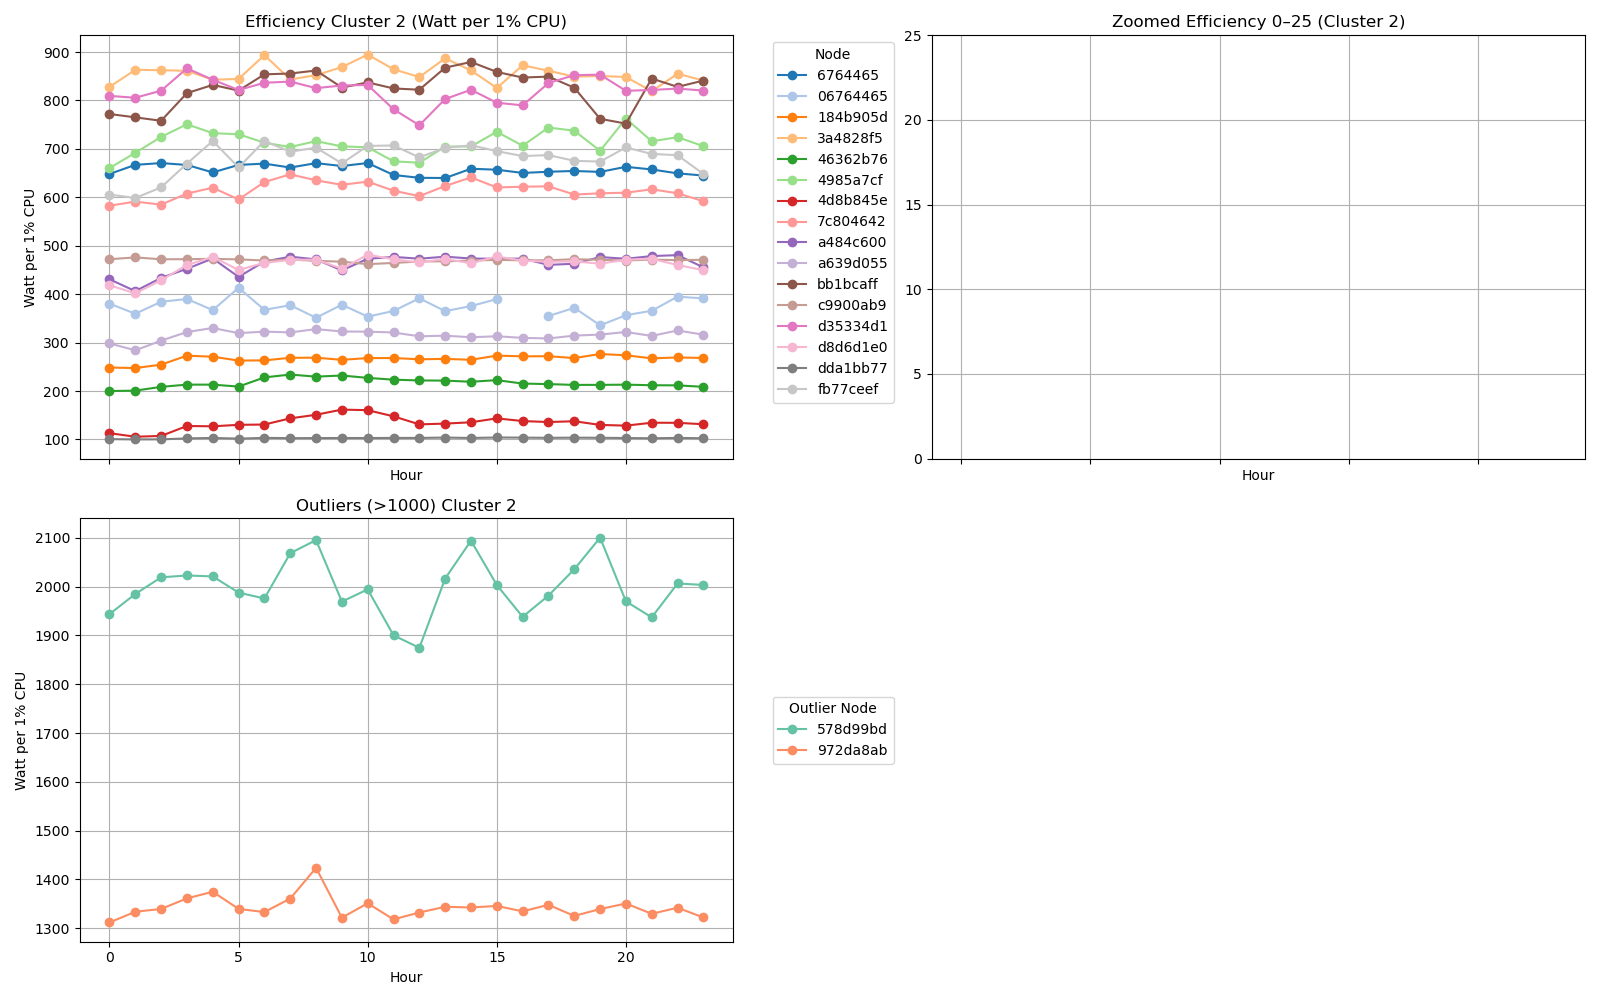 Efficiency Cluster 2 (Watt per 1% CPU)
Watt per 1% CPU
900
800
700
600
500
400
300
200
100
Hour
Node
6764465
06764465
184b905d
3a4828f5
46362b76
4985a7cf
4d8b845e
7c804642
a484c600
a639d055
bb1bcaff
c9900ab9
d35334d1
d8d6d1e0
dda1bb77
fb77ceef
Zoomed Efficiency 0–25 (Cluster 2)
25
20
15
10
5
0
Hour
Outliers (>1000) Cluster 2
Watt per 1% CPU
2100
2000
1900
1800
1700
1600
1500
1400
1300
0 5 10 15 20
Hour
Outlier Node
578d99bd
972da8ab